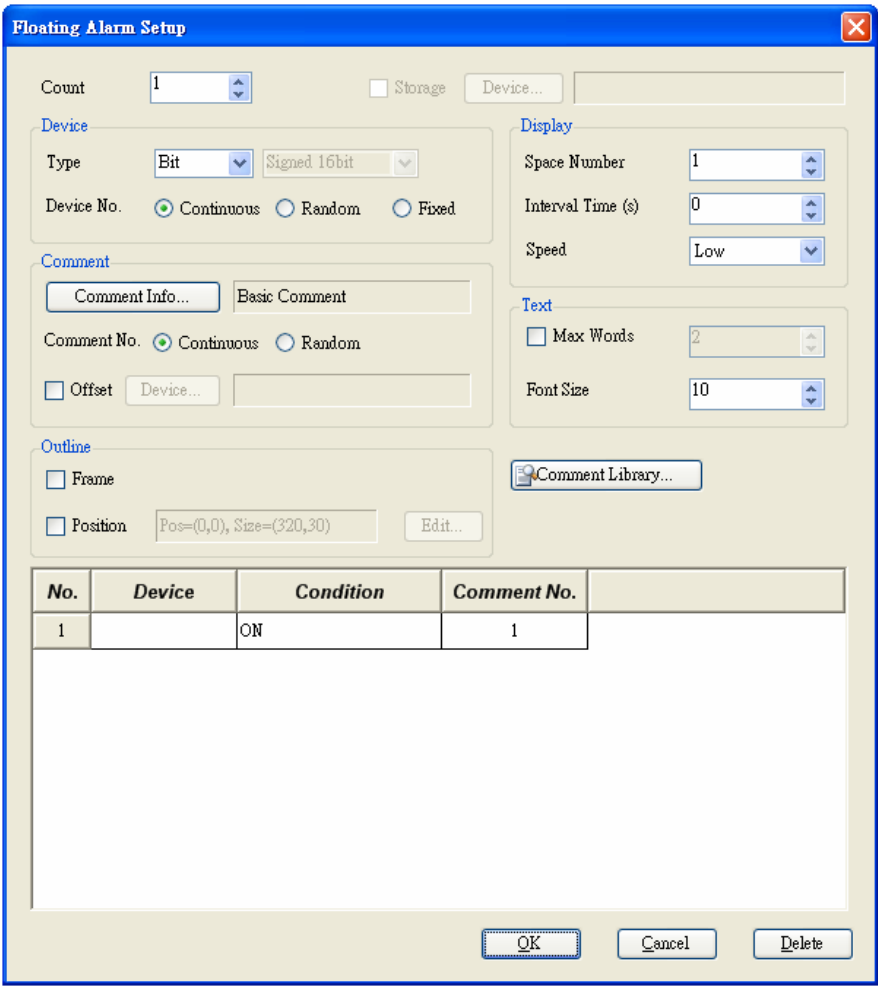 Floating Alarm Setup
Count 1 Storage Device...
Device
Type Bit Signed 16bit
Device No. Continuous Random Fixed
Display
Space Number 1
Interval Time (s) 0
Speed Low
Comment
Comment Info... Basic Comment
Comment No. Continuous Random
Offset Device...
Text
Max Words 2
Font Size 10
Outline
Frame
Position Pos=(0,0), Size=(320,30) Edit...
Comment Library...
No. Device Condition Comment No.
1 ON 1
OK Cancel Delete